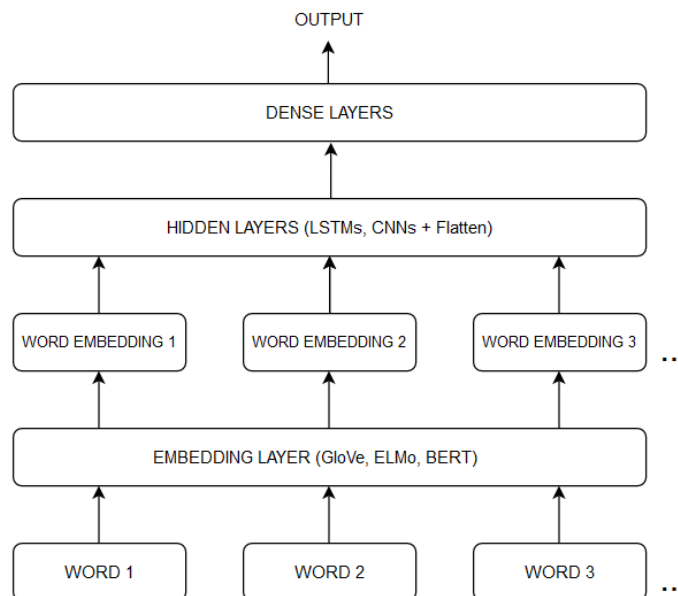 OUTPUT
DENSE LAYERS
HIDDEN LAYERS (LSTMs, CNNs + Flatten)
WORD EMBEDDING 1 WORD EMBEDDING 2 WORD EMBEDDING 3 ..
EMBEDDING LAYER (GloVe, ELMo, BERT)
WORD 1 WORD 2 WORD 3 ..